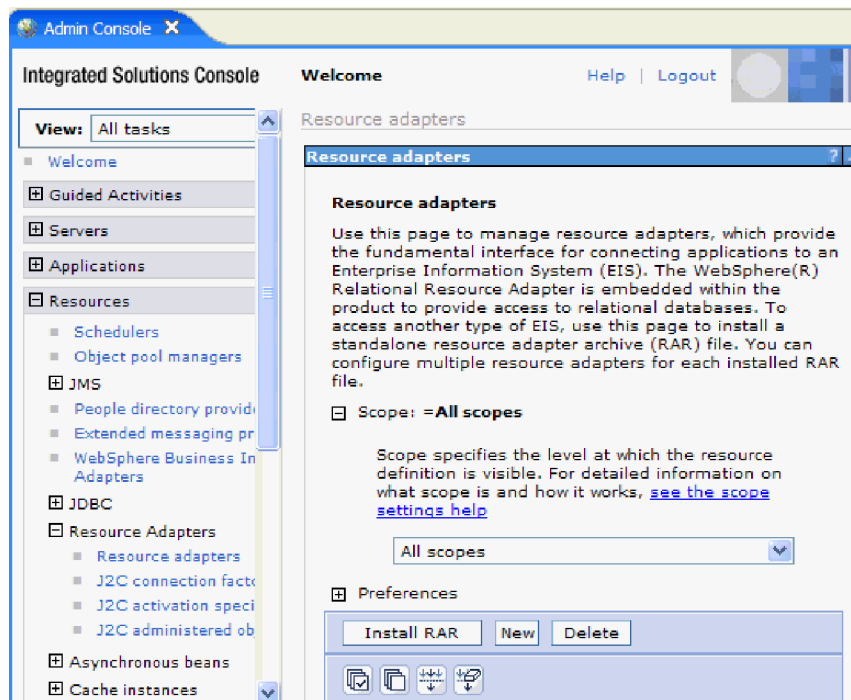 Admin Console
Integrated Solutions Console
Welcome
Help | Logout
View: All tasks
Welcome
Guided Activities
Servers
Applications
Resources
Schedulers
Object pool managers
JMS
People directory provid
Extended messaging pr
WebSphere Business In
Adapters
JDBC
Resource Adapters
Resource adapters
J2C connection facto
J2C activation speci
J2C administered ob
Asynchronous beans
Cache instances
Resource adapters
Resource adapters ?
Resource adapters
Use this page to manage resource adapters, which provide
the fundamental interface for connecting applications to an
Enterprise Information System (EIS). The WebSphere(R)
Relational Resource Adapter is embedded within the
product to provide access to relational databases. To
access another type of EIS, use this page to install a
standalone resource adapter archive (RAR) file. You can
configure multiple resource adapters for each installed RAR
file.
Scope: =All scopes
Scope specifies the level at which the resource
definition is visible. For detailed information on
what scope is and how it works, see the scope
settings help
All scopes
Preferences
Install RAR New Delete